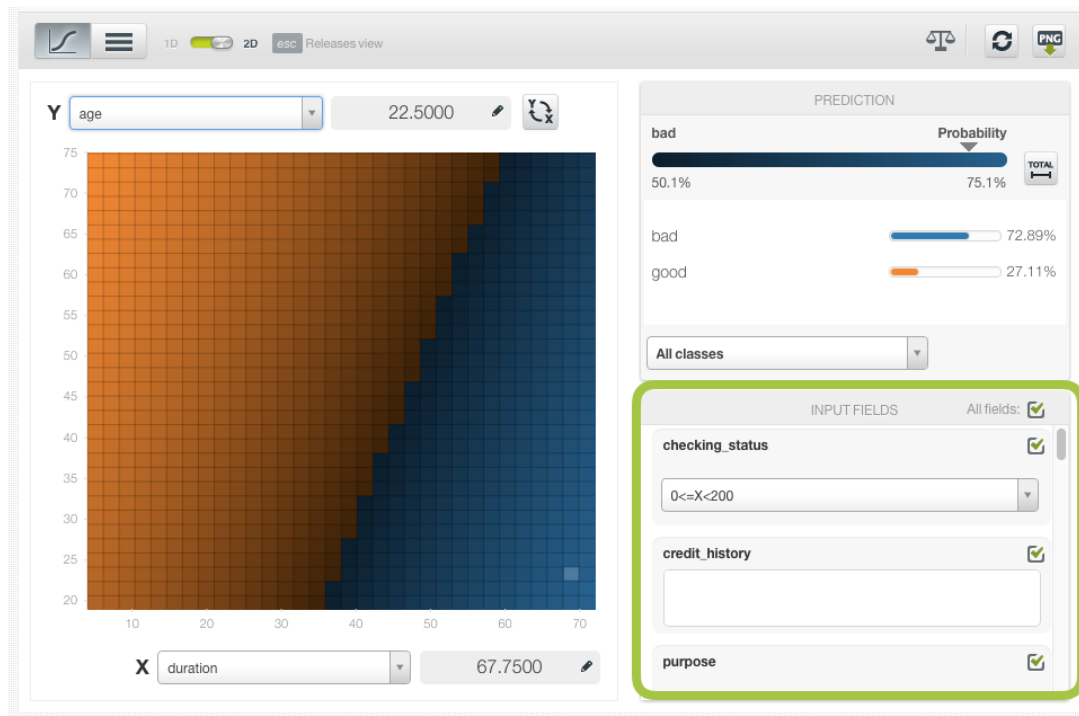 1D 2D esc Releases view PNG
Y age 22.5000 Y X
75
70
65
60
55
50
45
40
35
30
25
20
10 20 30 40 50 60 70
X duration 67.7500
PREDICTION
bad Probability
TOTAL
50.1% 75.1%
bad 72.89%
good 27.11%
All classes
INPUT FIELDS All fields:
checking_status
0<=X<200
credit_history
purpose